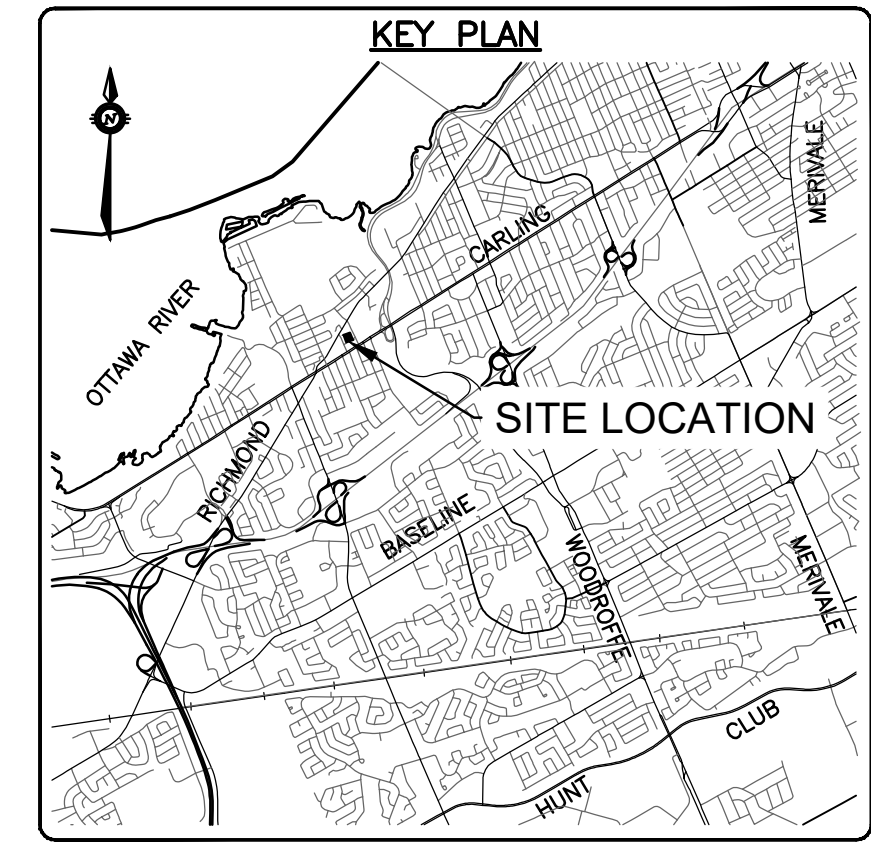 KEY PLAN
N
MERIVALE
CARLING
OTTAWA RIVER
SITE LOCATION
RICHMOND
BASELINE
WOODROFFE
MERIVALE
CLUB
HUNT